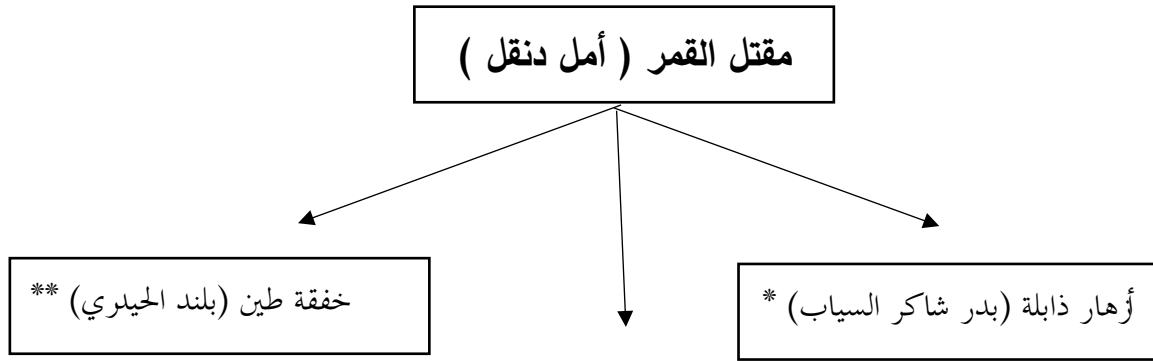 مقتل القمر ( أمل دنقل )
أزهار ذابلة (بدر شاكر السياب) *
خفقة طين (بلند الحيدري) **